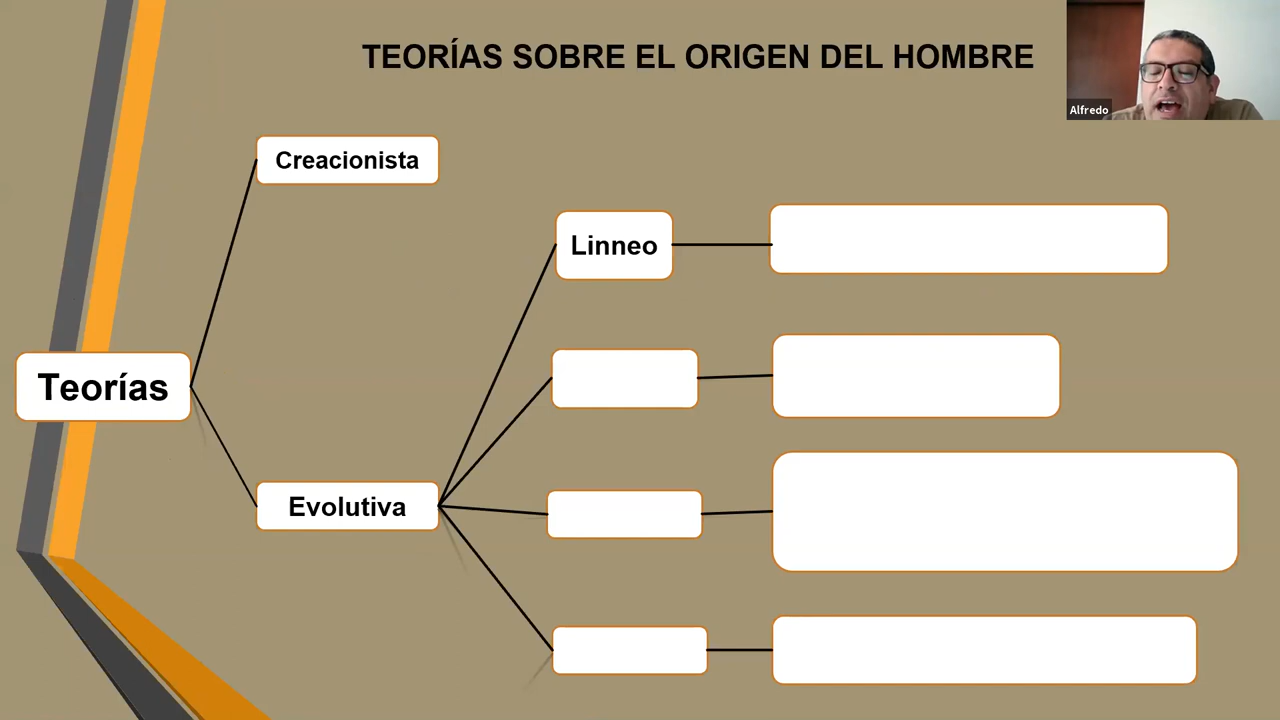 TEORÍAS SOBRE EL ORIGEN DEL HOMBRE
Alfredo
Creacionista
Linneo
Teorías
Evolutiva